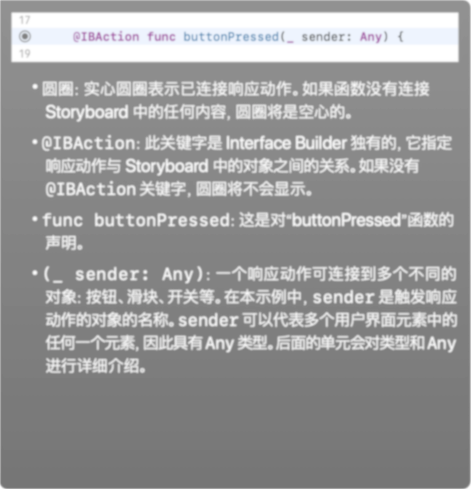 17
@IBAction func buttonPressed(_ sender: Any) {
19
• 圆圈: 实心圆圈表示已连接响应动作。如果函数没有连接
Storyboard 中的任何内容, 圆圈将是空心的。
• @IBAction: 此关键字是 Interface Builder 独有的, 它指定
响应动作与 Storyboard 中的对象之间的关系。如果没有
@IBAction 关键字, 圆圈将不会显示。
• func buttonPressed: 这是对“buttonPressed”函数的
声明。
• (_ sender: Any): 一个响应动作可连接到多个不同的
对象: 按钮、滑块、开关等。在本示例中, sender 是触发响应
动作的对象的名称。sender 可以代表多个用户界面元素中的
任何一个元素, 因此具有 Any 类型。后面的单元会对类型和 Any
进行详细介绍。